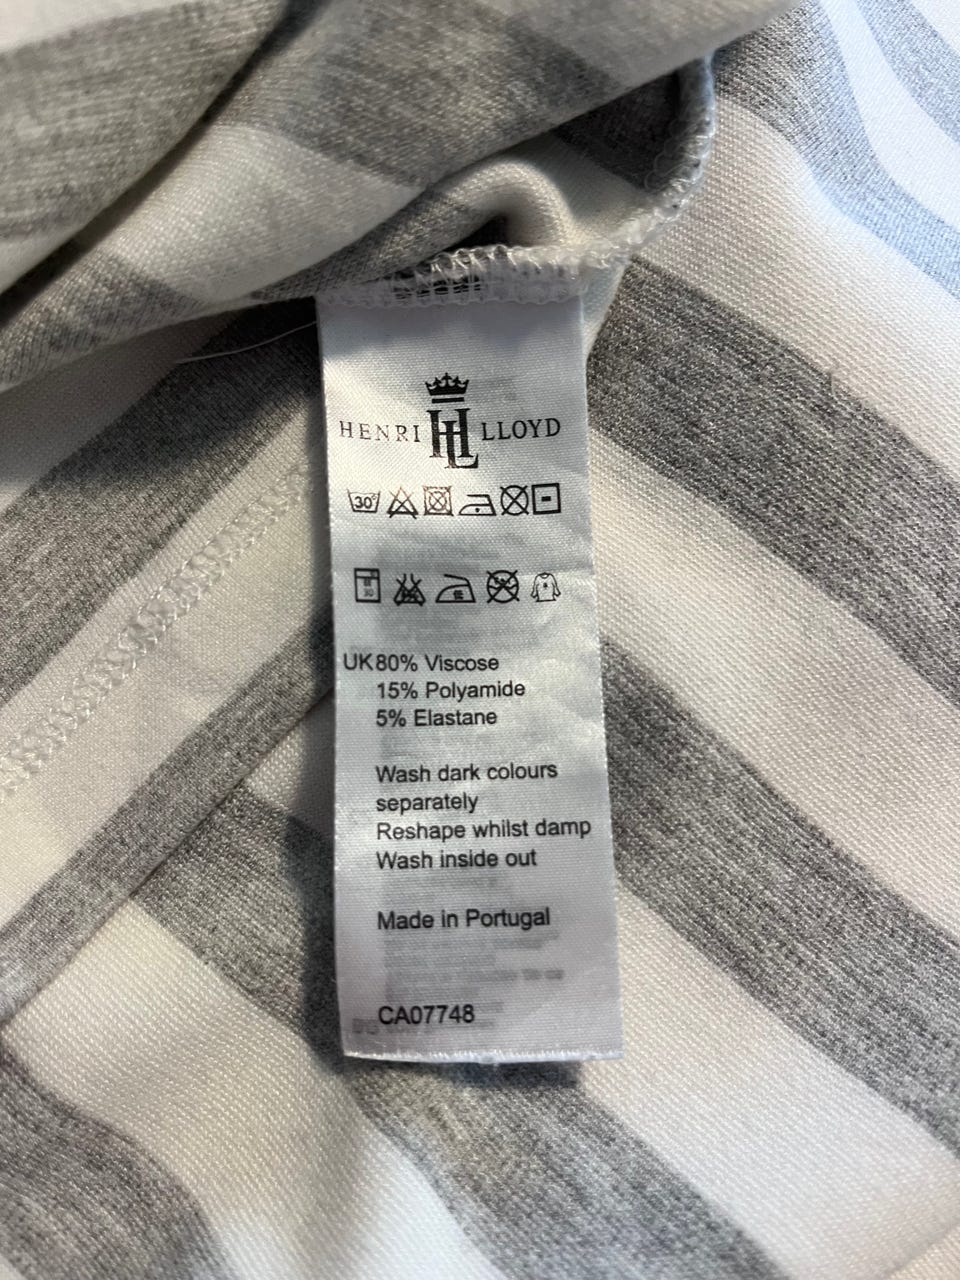 HENRI HL LLOYD
30°
30
UK 80% Viscose
15% Polyamide
5% Elastane
Wash dark colours
separately
Reshape whilst damp
Wash inside out
Made in Portugal
CA07748